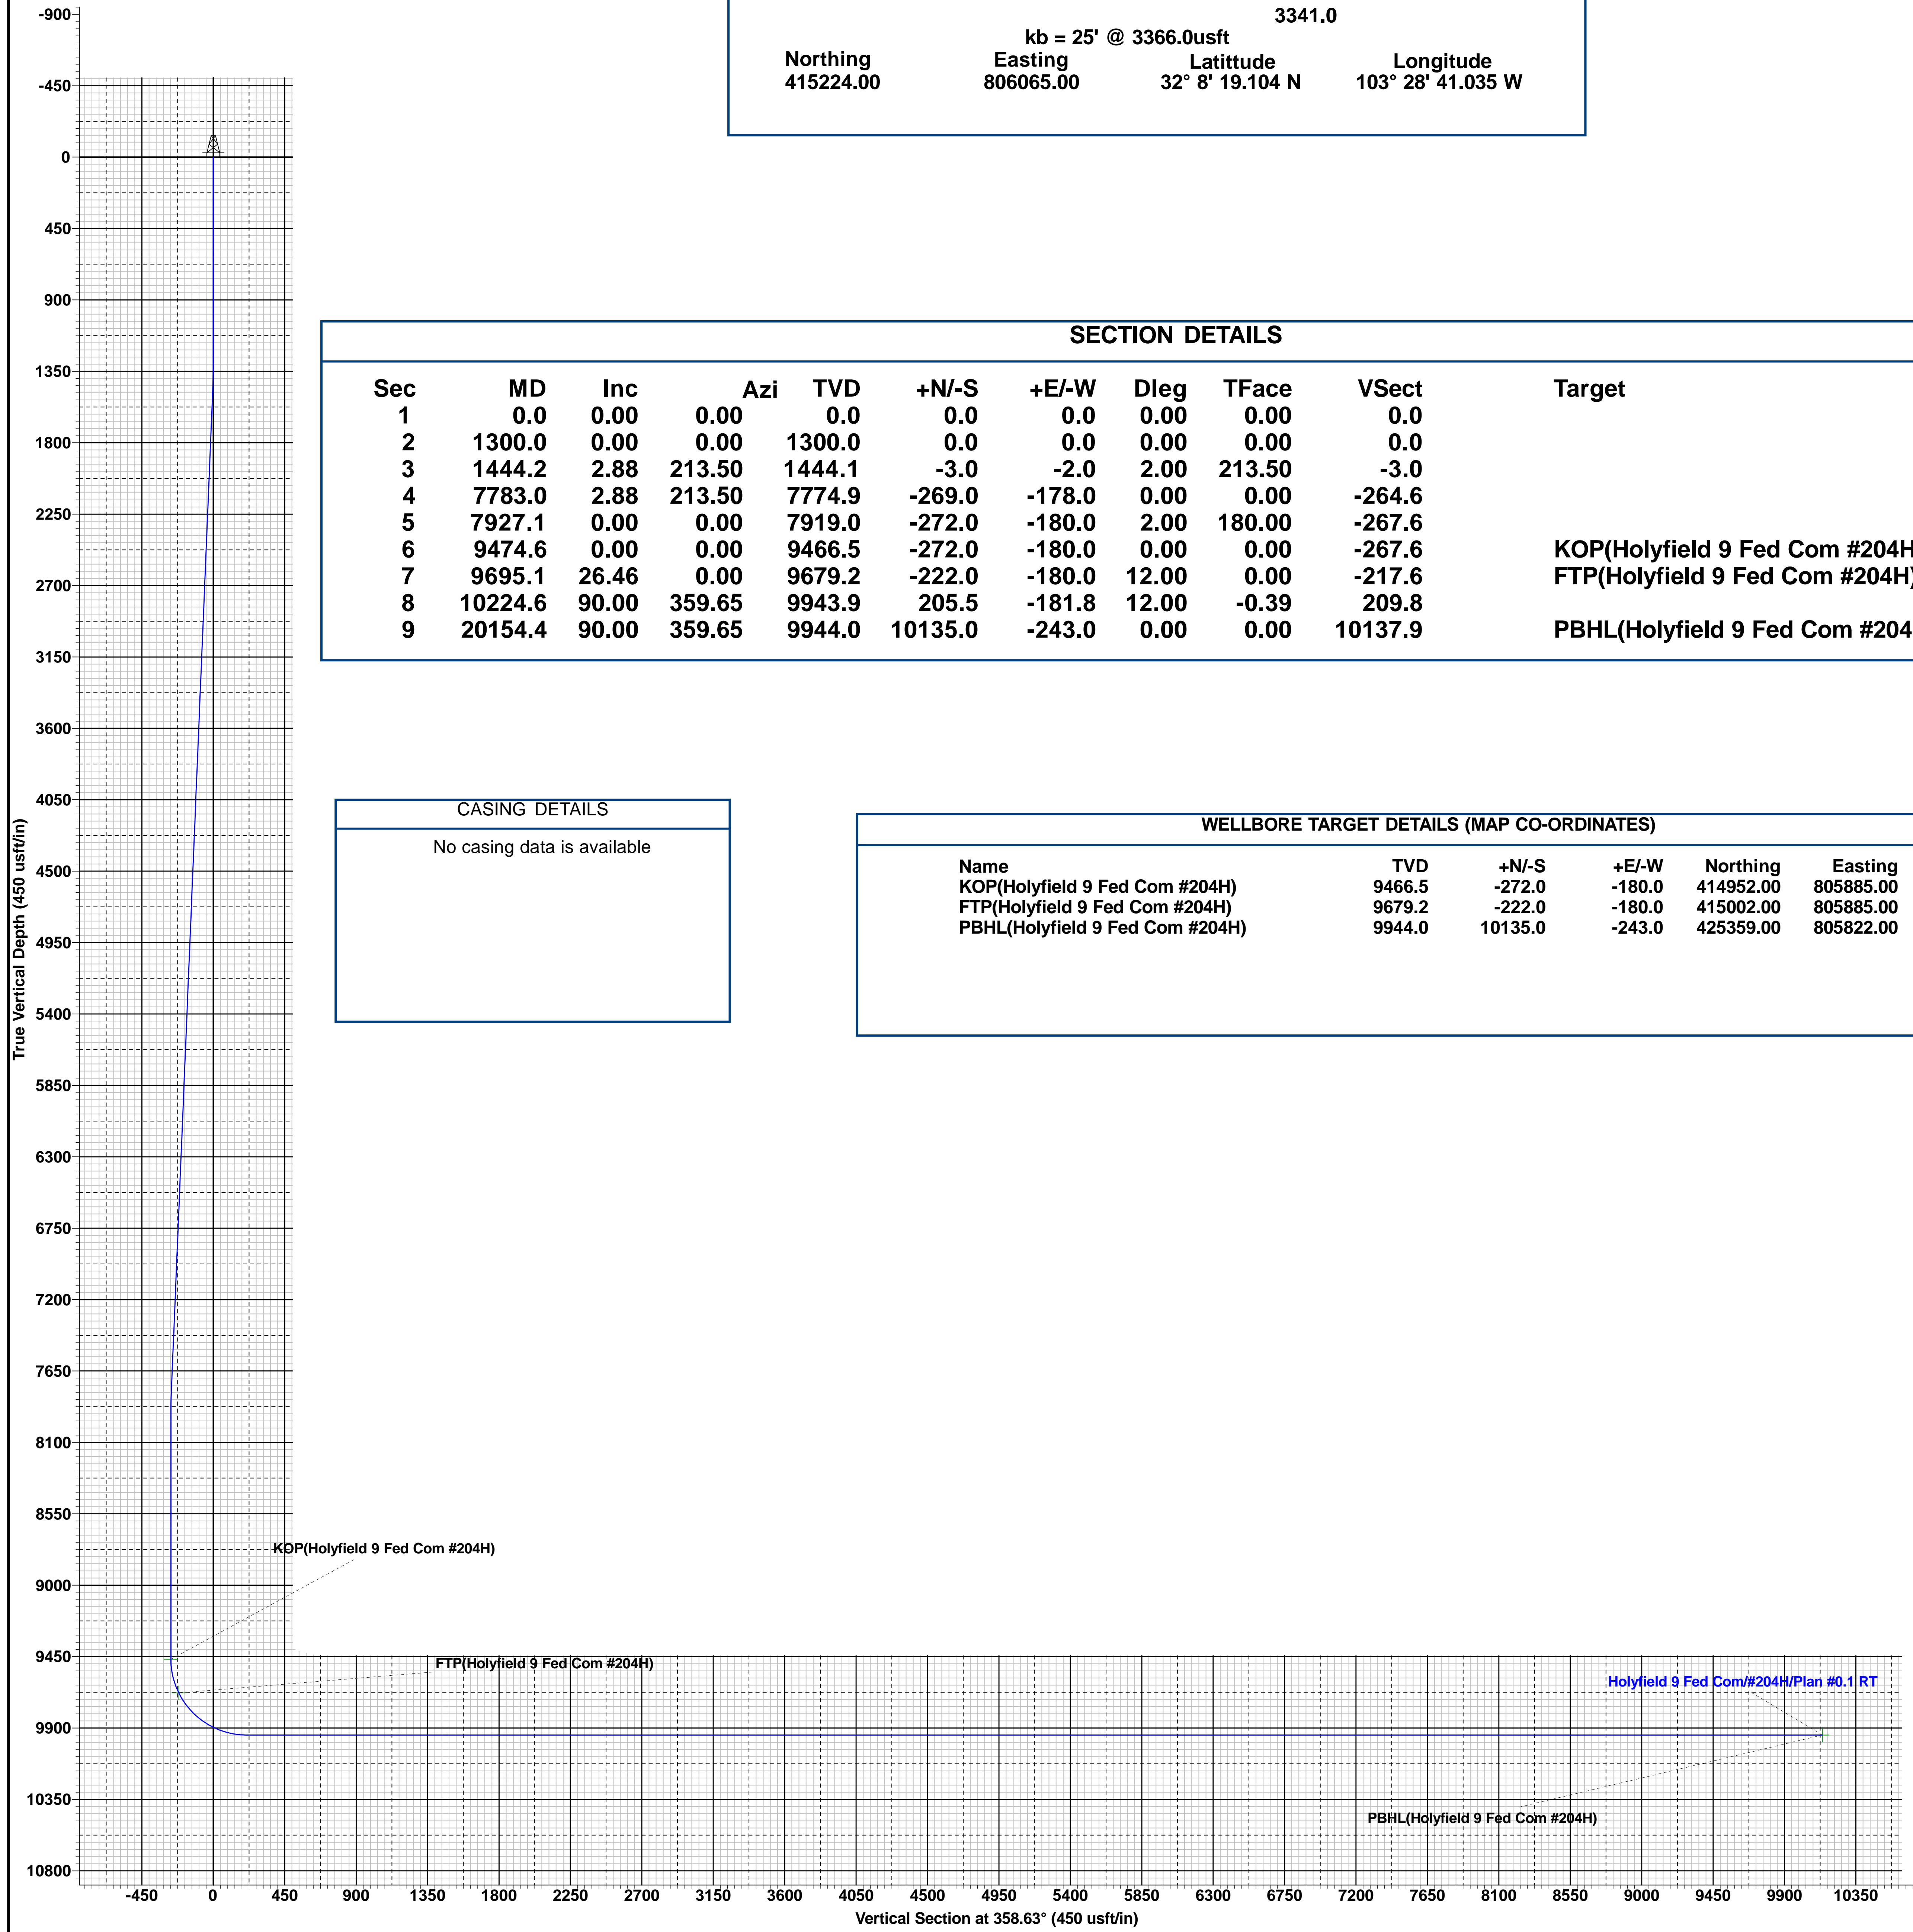 3341.0
kb = 25' @ 3366.0usft
Northing Easting Latittude Longitude
415224.00 806065.00 32° 8' 19.104 N 103° 28' 41.035 W
SECTION DETAILS
Sec MD Inc Azi TVD +N/-S +E/-W Dleg TFace VSect Target
1 0.0 0.00 0.00 0.0 0.0 0.0 0.00 0.00 0.0
2 1300.0 0.00 0.00 1300.0 0.0 0.0 0.00 0.00 0.0
3 1444.2 2.88 213.50 1444.1 -3.0 -2.0 2.00 213.50 -3.0
4 7783.0 2.88 213.50 7774.9 -269.0 -178.0 0.00 0.00 -264.6
5 7927.1 0.00 0.00 7919.0 -272.0 -180.0 2.00 180.00 -267.6
6 9474.6 0.00 0.00 9466.5 -272.0 -180.0 0.00 0.00 -267.6 KOP(Holyfield 9 Fed Com #204H
7 9695.1 26.46 0.00 9679.2 -222.0 -180.0 12.00 0.00 -217.6 FTP(Holyfield 9 Fed Com #204H)
8 10224.6 90.00 359.65 9943.9 205.5 -181.8 12.00 -0.39 209.8
9 20154.4 90.00 359.65 9944.0 10135.0 -243.0 0.00 0.00 10137.9 PBHL(Holyfield 9 Fed Com #204
CASING DETAILS
No casing data is available
WELLBORE TARGET DETAILS (MAP CO-ORDINATES)
Name TVD +N/-S +E/-W Northing Easting
KOP(Holyfield 9 Fed Com #204H) 9466.5 -272.0 -180.0 414952.00 805885.00
FTP(Holyfield 9 Fed Com #204H) 9679.2 -222.0 -180.0 415002.00 805885.00
PBHL(Holyfield 9 Fed Com #204H) 9944.0 10135.0 -243.0 425359.00 805822.00
True Vertical Depth (450 usft/in)
-900
-450
0
450
900
1350
1800
2250
2700
3150
3600
4050
4500
4950
5400
5850
6300
6750
7200
7650
8100
8550
9000
9450
9900
10350
10800
KOP(Holyfield 9 Fed Com #204H)
FTP(Holyfield 9 Fed Com #204H)
Holyfield 9 Fed Com/#204H/Plan #0.1 RT
PBHL(Holyfield 9 Fed Com #204H)
-450 0 450 900 1350 1800 2250 2700 3150 3600 4050 4500 4950 5400 5850 6300 6750 7200 7650 8100 8550 9000 9450 9900 10350
Vertical Section at 358.63° (450 usft/in)